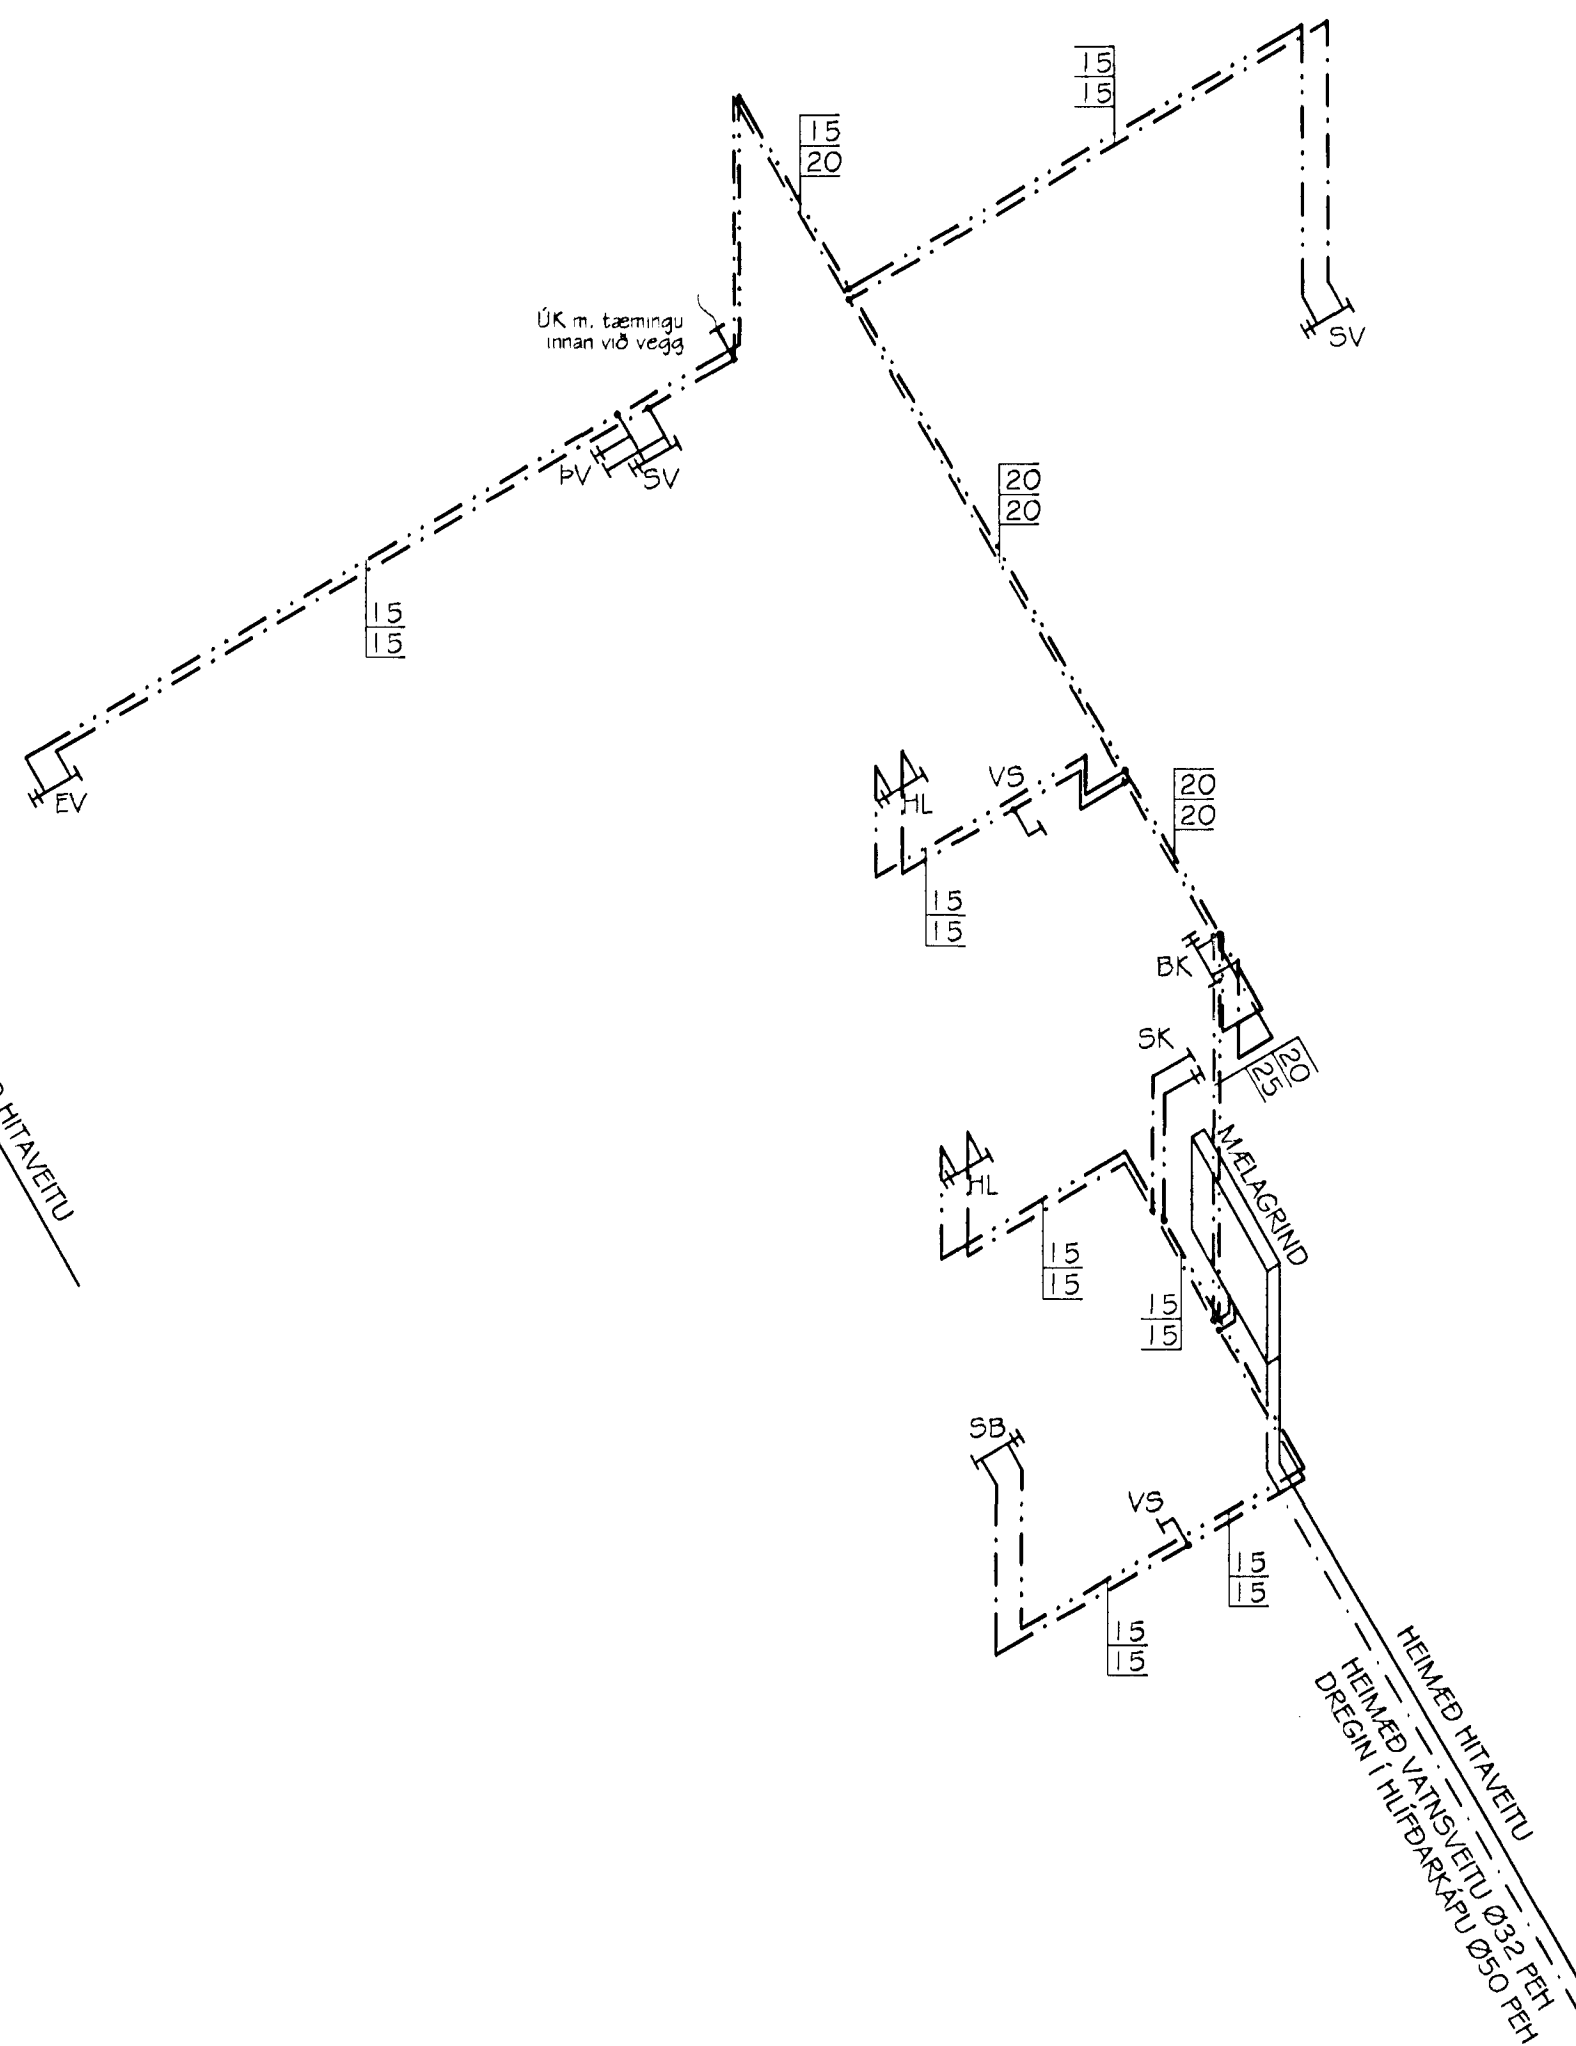 15
15
15
20
ÚK m. tæmingu
innan við vegg
SV
ÞV
SV
20
20
15
15
EV
VS
HL
20
20
15
15
BK
SK
20
25
MÆLAGRIND
HITAVEITU
HL
15
15
15
15
SB
VS
15
15
15
15
HEIMÆÐ HITAVEITU
HEIMÆÐ VATNSVEITU Ø32 PEH
DREGIN Í HLÍFÐARKÁPU Ø50 PEH